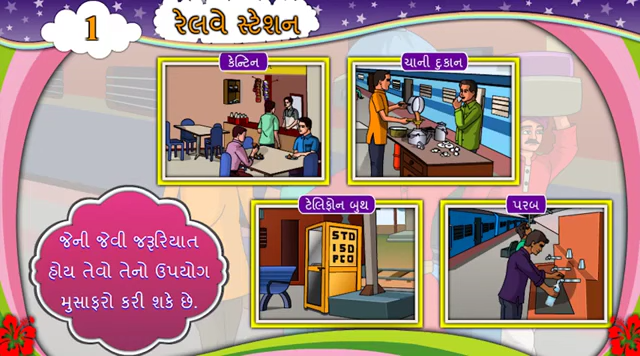 1
રેલવે સ્ટેશન
કેન્ટિન
ચાની દુકાન
ટેલિફોન બૂથ
STD
ISD
PCO
પરબ
જેની જેવી જરૂરિયાત
હોય તેવો તેનો ઉપયોગ
મુસાફરો કરી શકે છે.